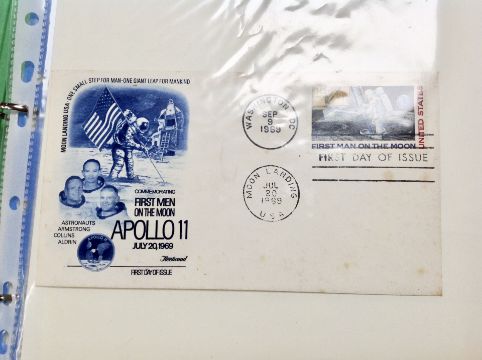 MOON LANDING USA · ONE SMALL STEP FOR MAN-ONE GIANT LEAP FOR MANKIND
COMMEMORATING
FIRST MEN
ON THE MOON
APOLLO 11
JULY 20, 1969
ASTRONAUTS
ARMSTRONG
COLLINS
ALDRIN
Fleetwood
FIRST DAY OF ISSUE
WASHINGTON DC
SEP
9
1969
MOON LANDING
JUL
20
1969
USA
UNITED STATES
FIRST MAN ON THE MOON
FIRST DAY OF ISSUE